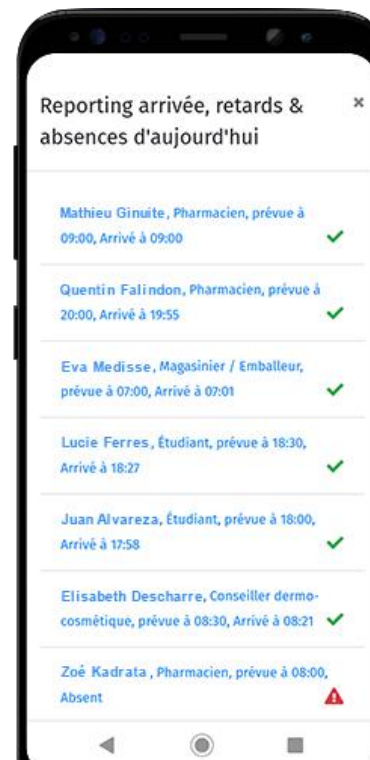 Reporting arrivée, retards &
absences d'aujourd'hui
×
Mathieu Ginuite, Pharmacien, prévue à
09:00, Arrivé à 09:00
Quentin Falindon, Pharmacien, prévue à
20:00, Arrivé à 19:55
Eva Medisse, Magasinier / Emballeur,
prévue à 07:00, Arrivé à 07:01
Lucie Ferres, Étudiant, prévue à 18:30,
Arrivé à 18:27
Juan Alvareza, Étudiant, prévue à 18:00,
Arrivé à 17:58
Elisabeth Descharre, Conseiller dermo-
cosmétique, prévue à 08:30, Arrivé à 08:21
Zoé Kadrata, Pharmacien, prévue à 08:00,
Absent